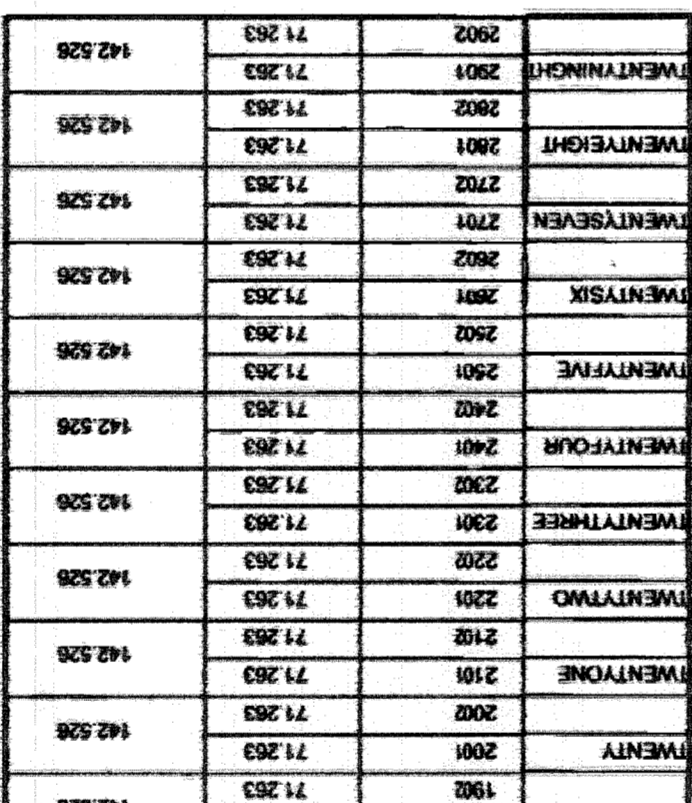 1902 71.263
TWENTY 2001 71.263 142.526
2002 71.263
TWENTYONE 2101 71.263 142.526
2102 71.263
TWENTYTWO 2201 71.263 142.526
2202 71.263
TWENTYTHREE 2301 71.263 142.526
2302 71.263
TWENTYFOUR 2401 71.263 142.526
2402 71.263
TWENTYFIVE 2501 71.263 142.526
2502 71.263
TWENTYSIX 2601 71.263 142.526
2602 71.263
TWENTYSEVEN 2701 71.263 142.526
2702 71.263
TWENTYEIGHT 2801 71.263 142.526
2802 71.263
TWENTYNINGHT 2901 71.263 142.526
2902 71.263